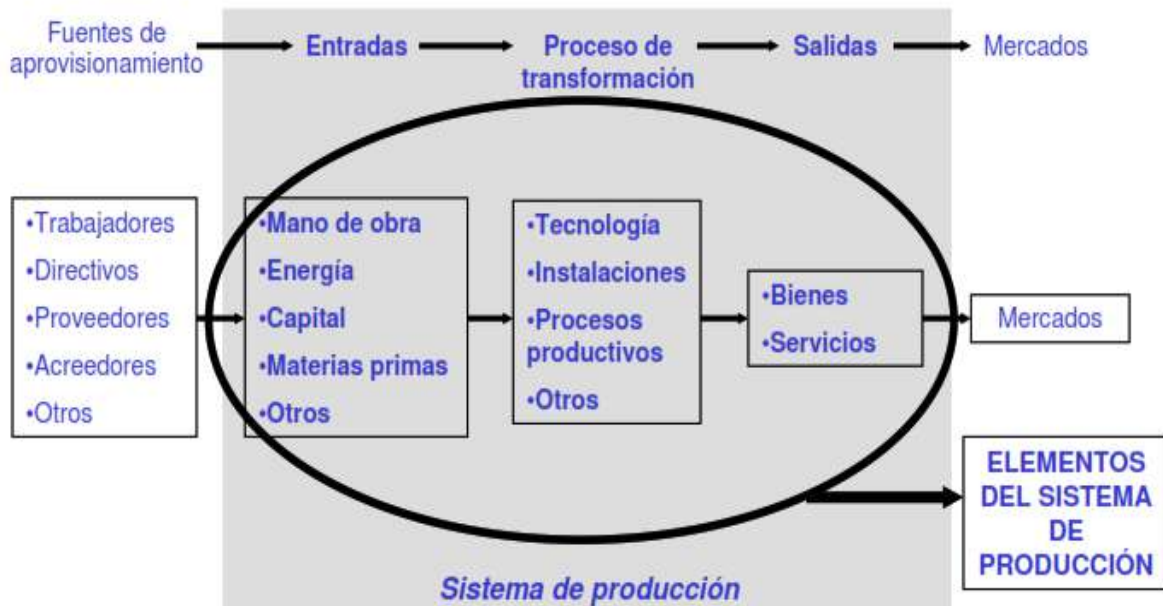 Fuentes de
aprovisionamiento
Entradas
Proceso de
transformación
Salidas
Mercados
•Trabajadores
•Directivos
•Proveedores
•Acreedores
•Otros
•Mano de obra
•Energía
•Capital
•Materias primas
•Otros
•Tecnología
•Instalaciones
•Procesos
productivos
•Otros
•Bienes
•Servicios
Mercados
ELEMENTOS
DEL SISTEMA
DE
PRODUCCIÓN
Sistema de producción